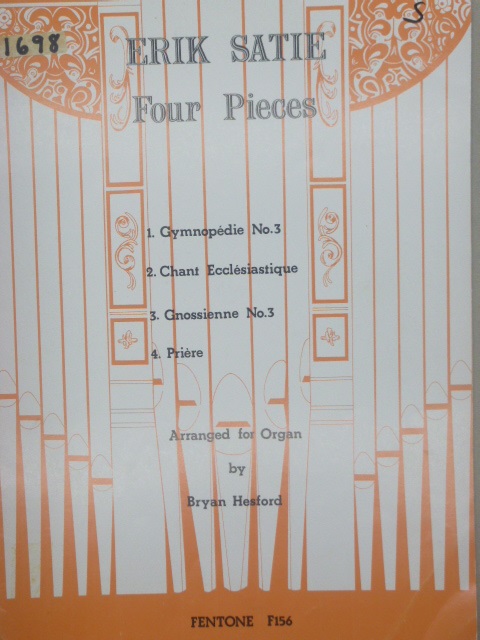 1698
S
ERIK SATIE
Four Pieces
1. Gymnopédie No.3
2. Chant Ecclésiastique
3. Gnossienne No.3
4. Prière
Arranged for Organ
by
Bryan Hesford
FENTONE F156